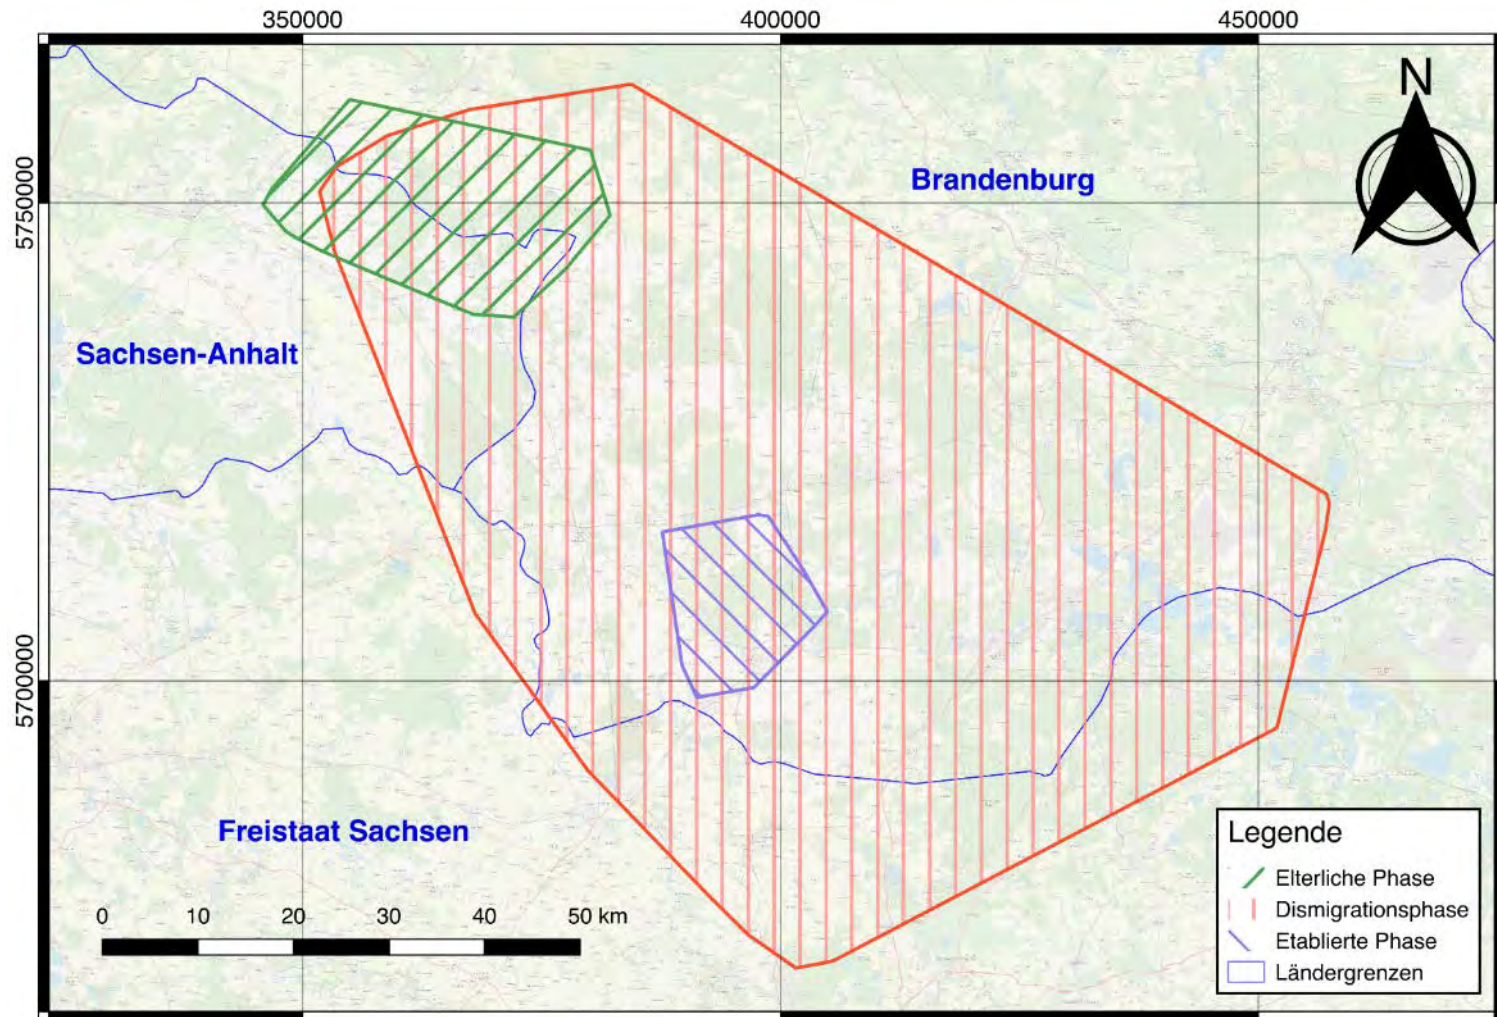 350000 400000 450000
N
5750000
Brandenburg
Sachsen-Anhalt
5700000
Freistaat Sachsen
0 10 20 30 40 50 km
Legende
Elterliche Phase
Dismigrationsphase
Etablierte Phase
Ländergrenzen